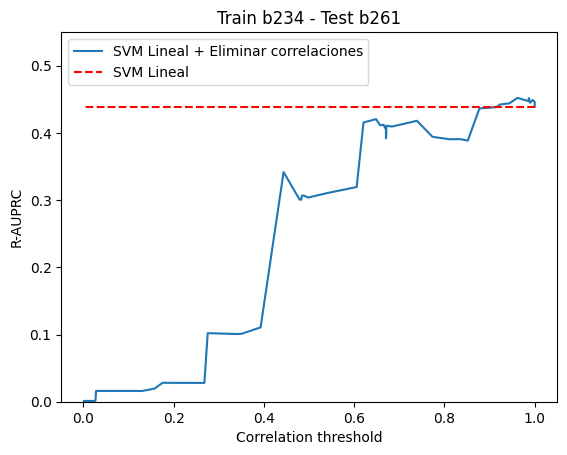 Train b234 - Test b261
SVM Lineal + Eliminar correlaciones
SVM Lineal
R-AUPRC
0.5
0.4
0.3
0.2
0.1
0.0
0.0 0.2 0.4 0.6 0.8 1.0
Correlation threshold